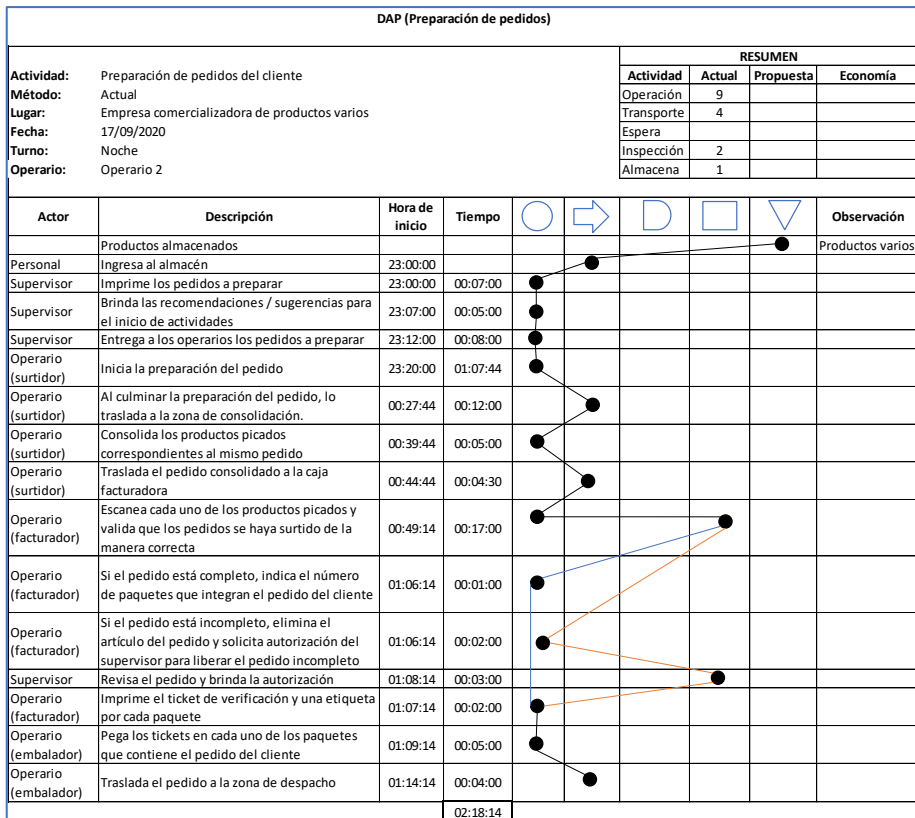 DAP (Preparación de pedidos)
RESUMEN
Actividad: Preparación de pedidos del cliente
Actividad Actual Propuesta Economía
Método: Actual
Operación 9
Lugar: Empresa comercializadora de productos varios
Transporte 4
Fecha: 17/09/2020
Espera
Turno: Noche
Inspección 2
Operario: Operario 2
Almacena 1
Actor Descripción Hora de inicio Tiempo Observación
Productos almacenados Productos varios
Personal Ingresa al almacén 23:00:00
Supervisor Imprime los pedidos a preparar 23:00:00 00:07:00
Supervisor Brinda las recomendaciones / sugerencias para
el inicio de actividades 23:07:00 00:05:00
Supervisor Entrega a los operarios los pedidos a preparar 23:12:00 00:08:00
Operario
(surtidor) Inicia la preparación del pedido 23:20:00 01:07:44
Operario
(surtidor) Al culminar la preparación del pedido, lo
traslada a la zona de consolidación. 00:27:44 00:12:00
Operario
(surtidor) Consolida los productos picados
correspondientes al mismo pedido 00:39:44 00:05:00
Operario
(surtidor) Traslada el pedido consolidado a la caja
facturadora 00:44:44 00:04:30
Operario
(facturador) Escanea cada uno de los productos picados y
valida que los pedidos se haya surtido de la
manera correcta 00:49:14 00:17:00
Operario
(facturador) Si el pedido está completo, indica el número
de paquetes que integran el pedido del cliente 01:06:14 00:01:00
Operario
(facturador) Si el pedido está incompleto, elimina el
artículo del pedido y solicita autorización del
supervisor para liberar el pedido incompleto 01:06:14 00:02:00
Supervisor Revisa el pedido y brinda la autorización 01:08:14 00:03:00
Operario
(facturador) Imprime el ticket de verificación y una etiqueta
por cada paquete 01:07:14 00:02:00
Operario
(embalador) Pega los tickets en cada uno de los paquetes
que contiene el pedido del cliente 01:09:14 00:05:00
Operario
(embalador) Traslada el pedido a la zona de despacho 01:14:14 00:04:00
02:18:14